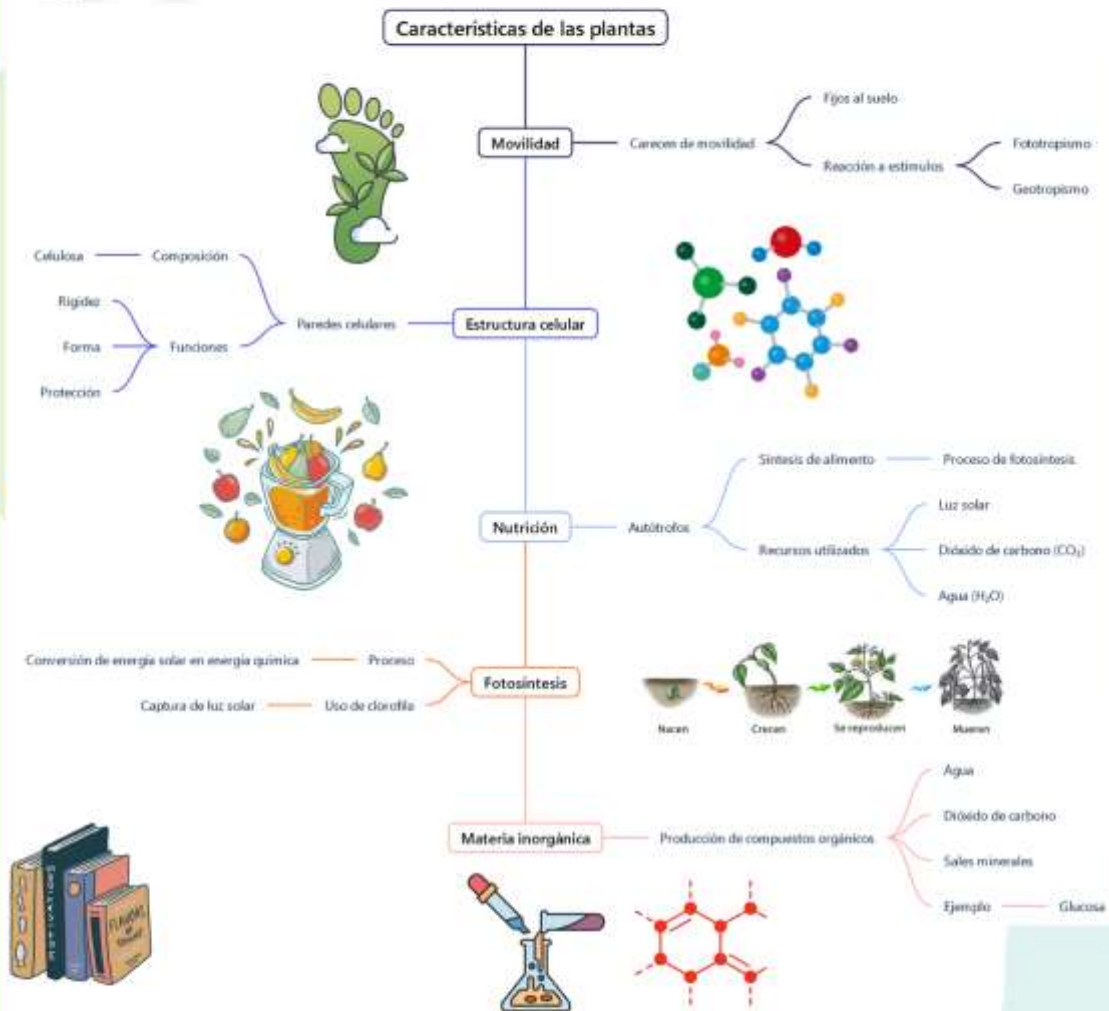 Características de las plantas
Movilidad
Carecen de movilidad
Fijos al suelo
Reacción a estímulos
Fototropismo
Geotropismo
Estructura celular
Paredes celulares
Composición
Celulosa
Funciones
Rigidez
Forma
Protección
Nutrición
Autótrofos
Síntesis de alimento
Proceso de fotosíntesis
Recursos utilizados
Luz solar
Dióxido de carbono (CO₂)
Agua (H₂O)
Fotosíntesis
Proceso
Conversión de energía solar en energía química
Uso de clorofila
Captura de luz solar
Nacen
Crecen
Se reproducen
Mueren
Materia inorgánica
Producción de compuestos orgánicos
Agua
Dióxido de carbono
Sales minerales
Ejemplo
Glucosa